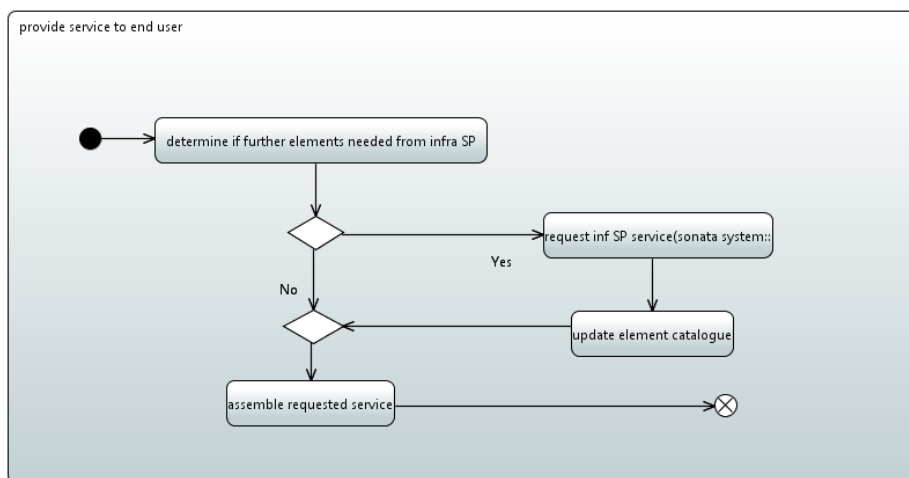 provide service to end user
determine if further elements needed from infra SP
request inf SP service(sonata system::
Yes
No
update element catalogue
assemble requested service